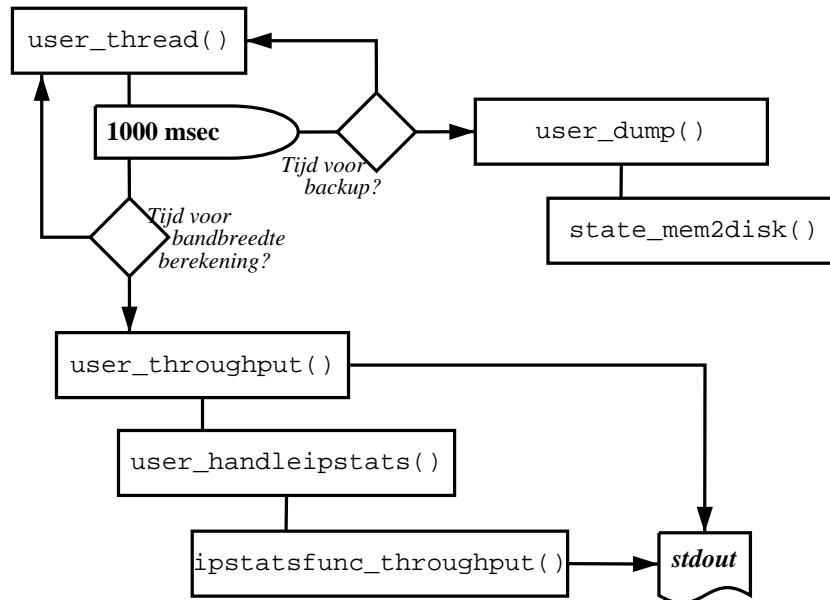 user_thread()
1000 msec
user_dump()
Tijd voor
backup?
state_mem2disk()
Tijd voor
bandbreedte
berekening?
user_throughput()
user_handleipstats()
ipstatsfunc_throughput()
stdout